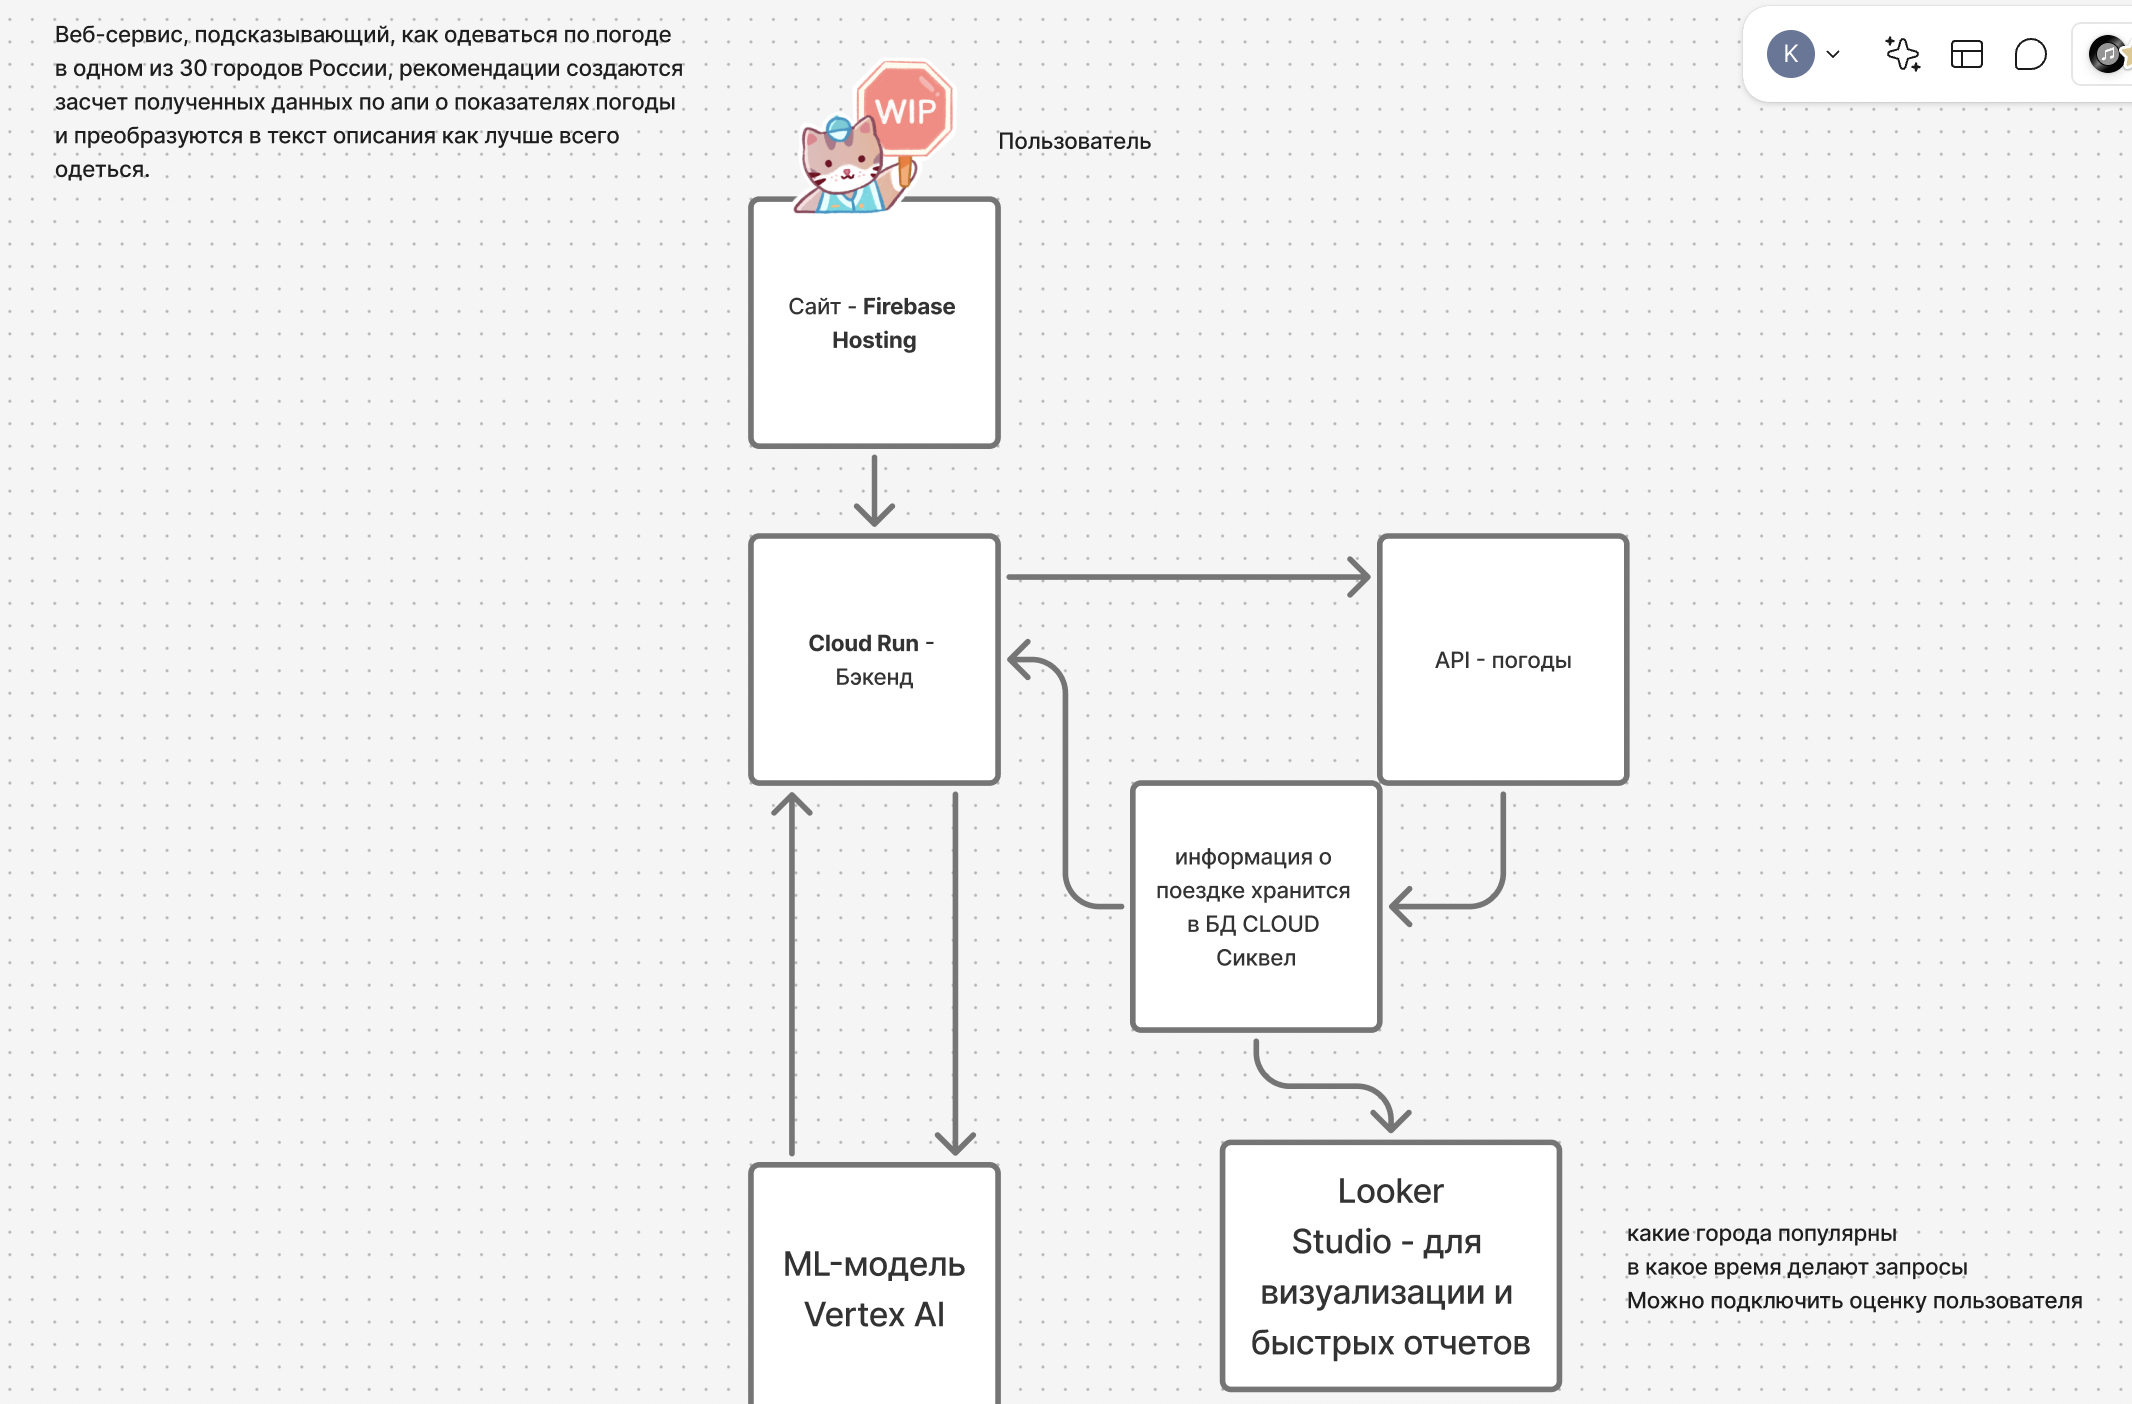 Веб-сервис, подсказывающий, как одеваться по погоде
в одном из 30 городов России, рекомендации создаются
засчет полученных данных по апи о показателях погоды
и преобразуются в текст описания как лучше всего
одеться.
K
WIP
Пользователь
Сайт - Firebase
Hosting
Cloud Run -
Бэкенд
API - погоды
информация о
поездке хранится
в БД CLOUD
Сиквел
ML-модель
Vertex AI
Looker
Studio - для
визуализации и
быстрых отчетов
какие города популярны
в какое время делают запросы
Можно подключить оценку пользователя